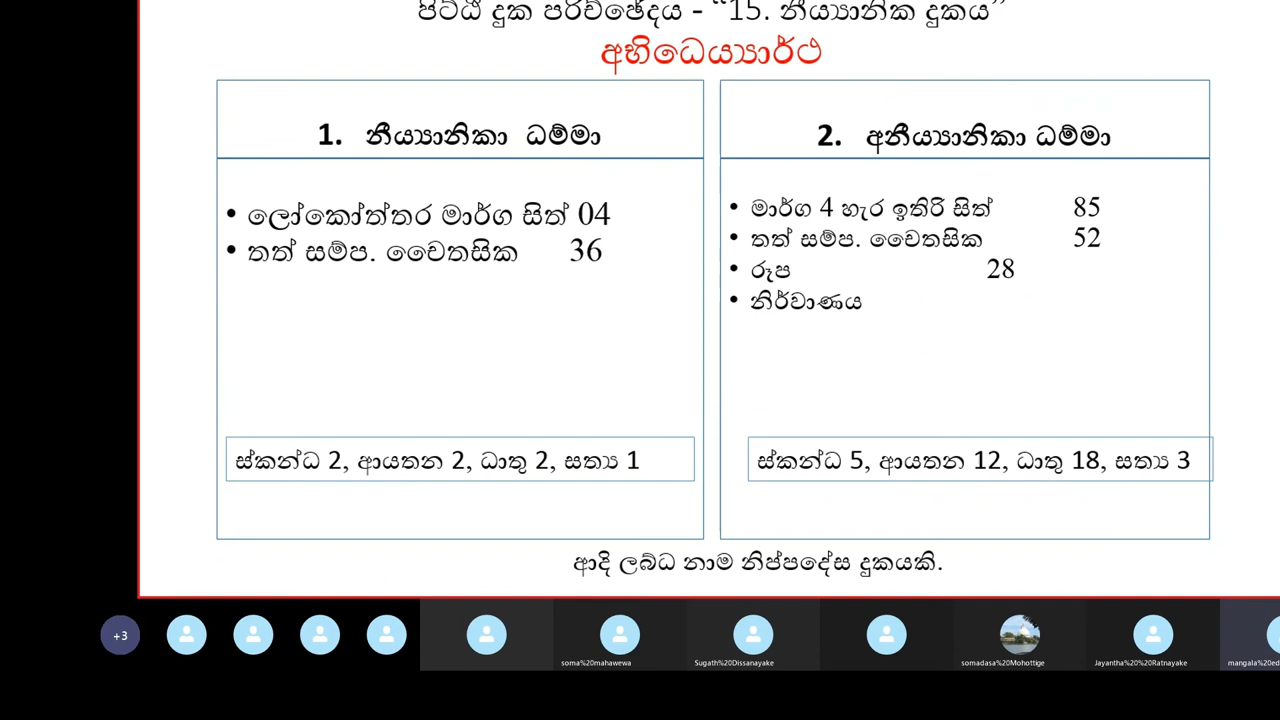 පිට්ඨි දුක පරිච්ඡේදය - “15. නීය්‍යානික දුකය”
අභිධෙය්‍යාර්ථ
1. නීය්‍යානිකා ධම්මා
• ලෝකෝත්තර මාර්ග සිත් 04
• තත් සම්ප. චෛතසික 36
ස්කන්ධ 2, ආයතන 2, ධාතු 2, සත්‍ය 1
2. අනීය්‍යානිකා ධම්මා
• මාර්ග 4 හැර ඉතිරි සිත් 85
• තත් සම්ප. චෛතසික 52
• රූප 28
• නිර්වාණය
ස්කන්ධ 5, ආයතන 12, ධාතු 18, සත්‍ය 3
ආදි ලබ්ධ නාම නිප්පදේස දුකයකි.
+3
soma%20mahawewa
Sugath%20Dissanayake
somadasa%20Mohottige
Jayantha%20%20Ratnayake
mangala%20ed